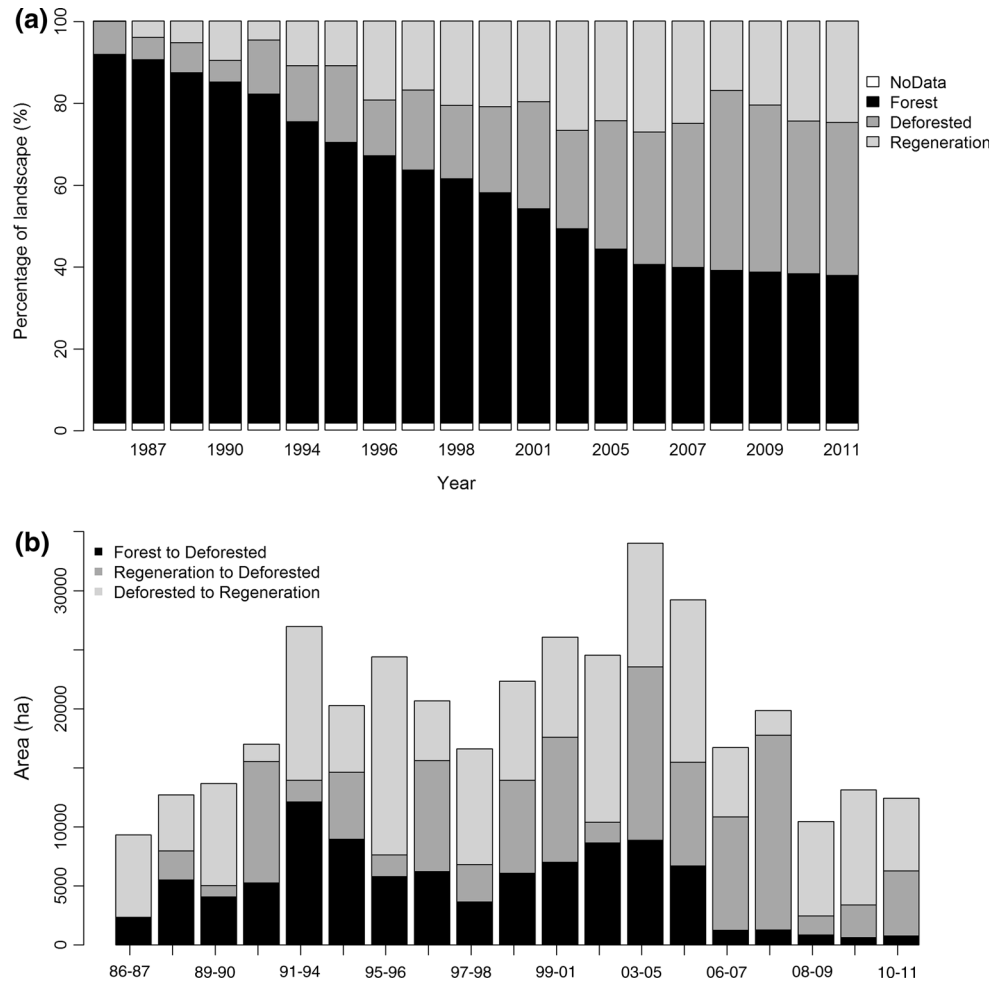 (a)
Percentage of landscape (%)
100
80
60
40
20
0
1987 1990 1994 1996 1998 2001 2005 2007 2009 2011
Year
NoData
Forest
Deforested
Regeneration
(b)
Forest to Deforested
Regeneration to Deforested
Deforested to Regeneration
Area (ha)
30000
20000
10000
5000
0
86-87 89-90 91-94 95-96 97-98 99-01 03-05 06-07 08-09 10-11